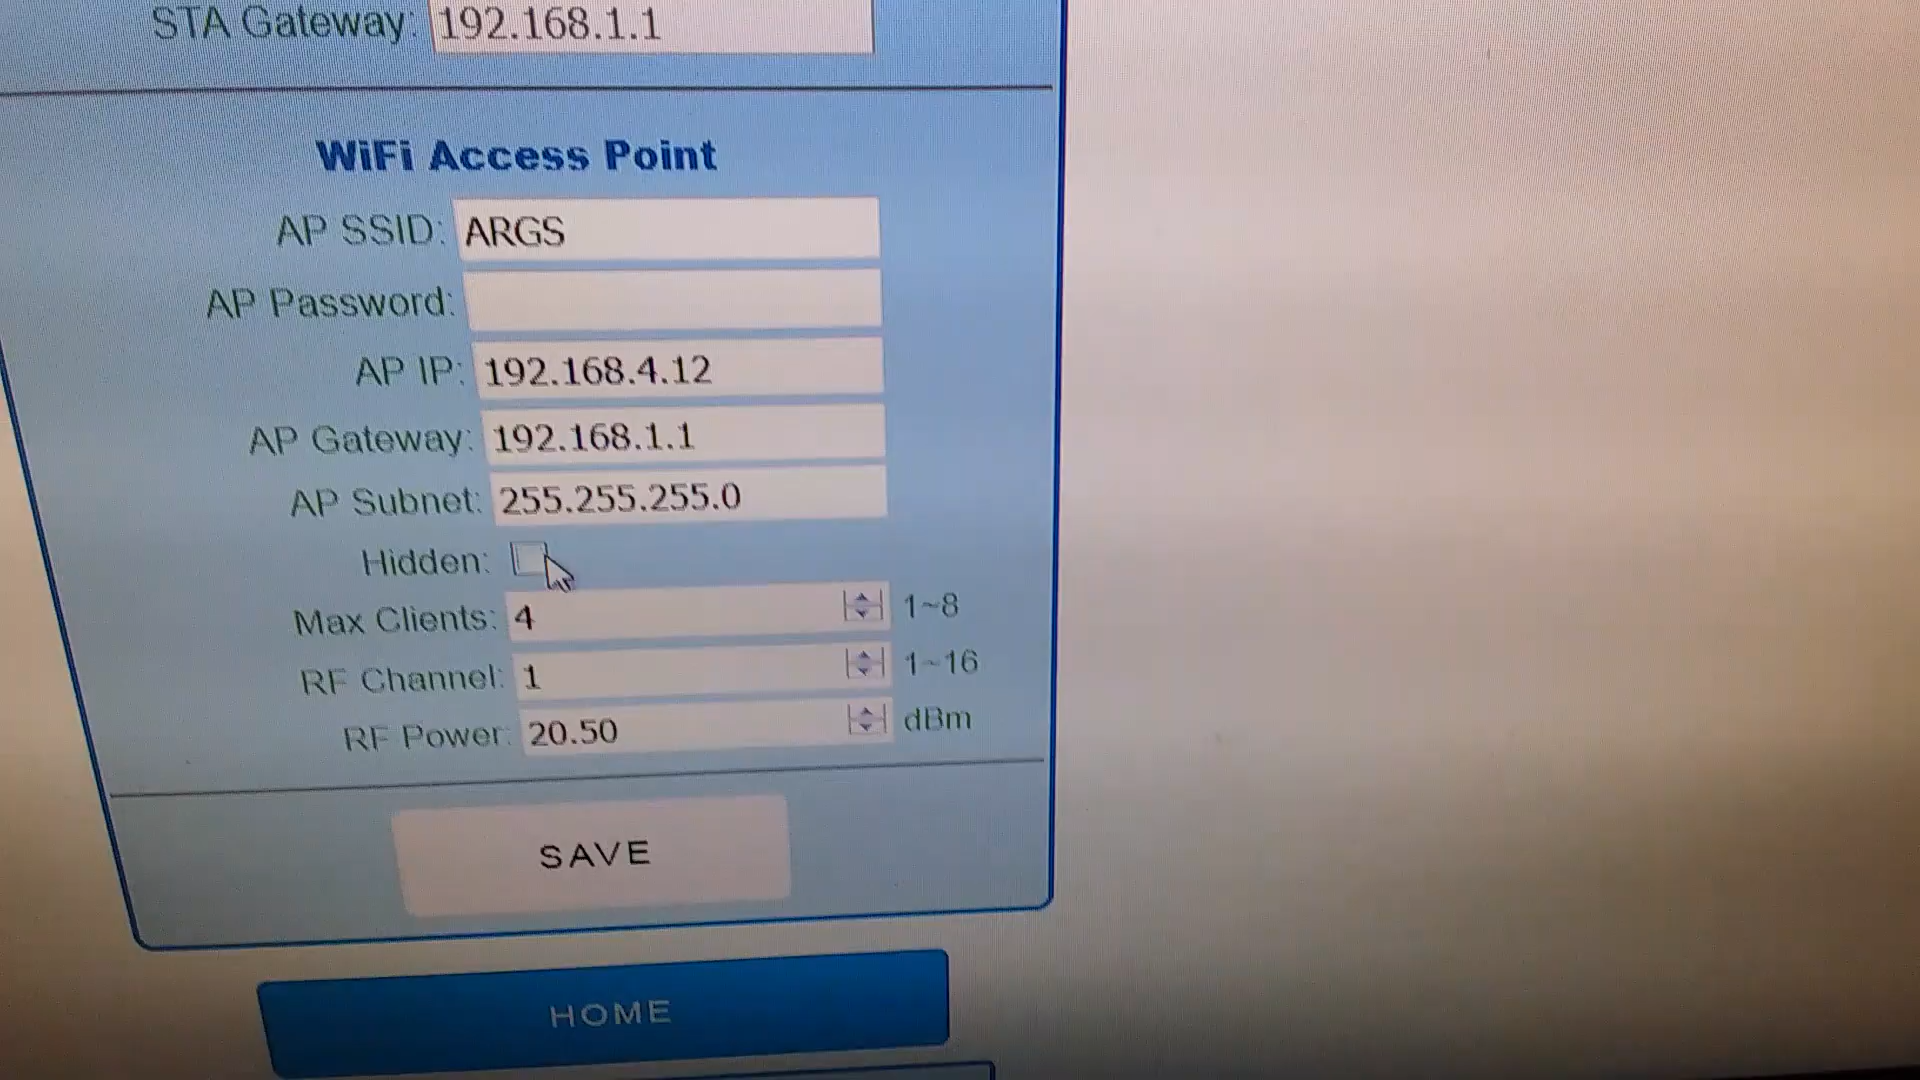 STA Gateway: 192.168.1.1
WiFi Access Point
AP SSID: ARGS
AP Password:
AP IP: 192.168.4.12
AP Gateway: 192.168.1.1
AP Subnet: 255.255.255.0
Hidden:
Max Clients: 4 1~8
RF Channel: 1 1~16
RF Power: 20.50 dBm
SAVE
HOME